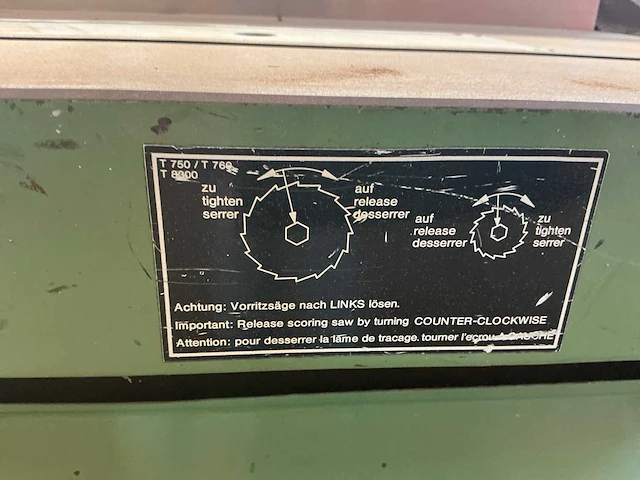 T 750 / T 760
T 8000
zu
tighten
serrer
auf
release
desserrer
auf
release
desserrer
zu
tighten
serrer
Achtung: Vorritzsäge nach LINKS lösen.
Important: Release scoring saw by turning COUNTER-CLOCKWISE
Attention: pour desserrer la lame de tracage. tourner l'ecrou A GAUCHE